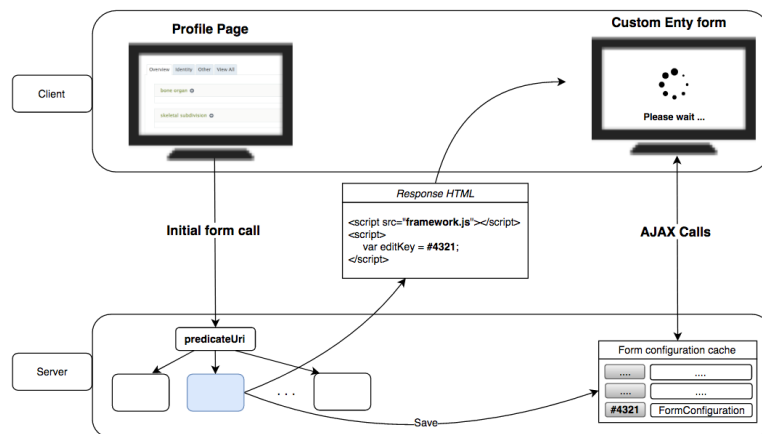 Profile Page
Custom Enty form
Overview Identity Other View All
bone organ
skeletal subdivision
Please wait ...
Client
Response HTML
<script src="framework.js"></script>
<script>
var editKey = #4321;
</script>
Initial form call
AJAX Calls
predicateUri
Form configuration cache
Server
. . .
.... ....
.... ....
#4321 FormConfiguration
Save